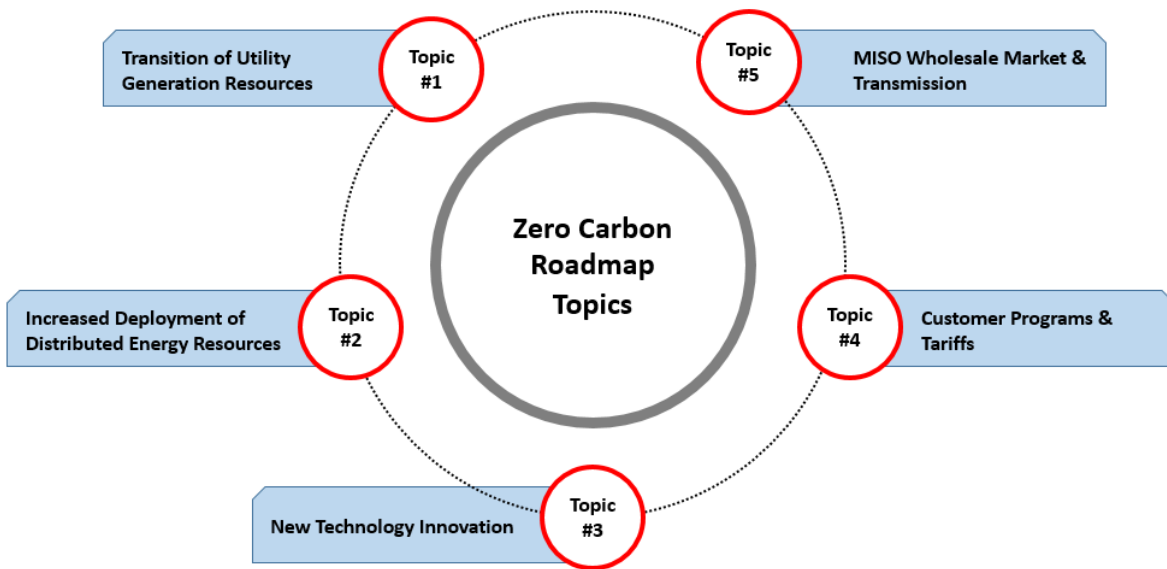 Transition of Utility
Generation Resources
Topic
#1
Topic
#5
MISO Wholesale Market &
Transmission
Zero Carbon
Roadmap
Topics
Increased Deployment of
Distributed Energy Resources
Topic
#2
Topic
#4
Customer Programs &
Tariffs
New Technology Innovation
Topic
#3